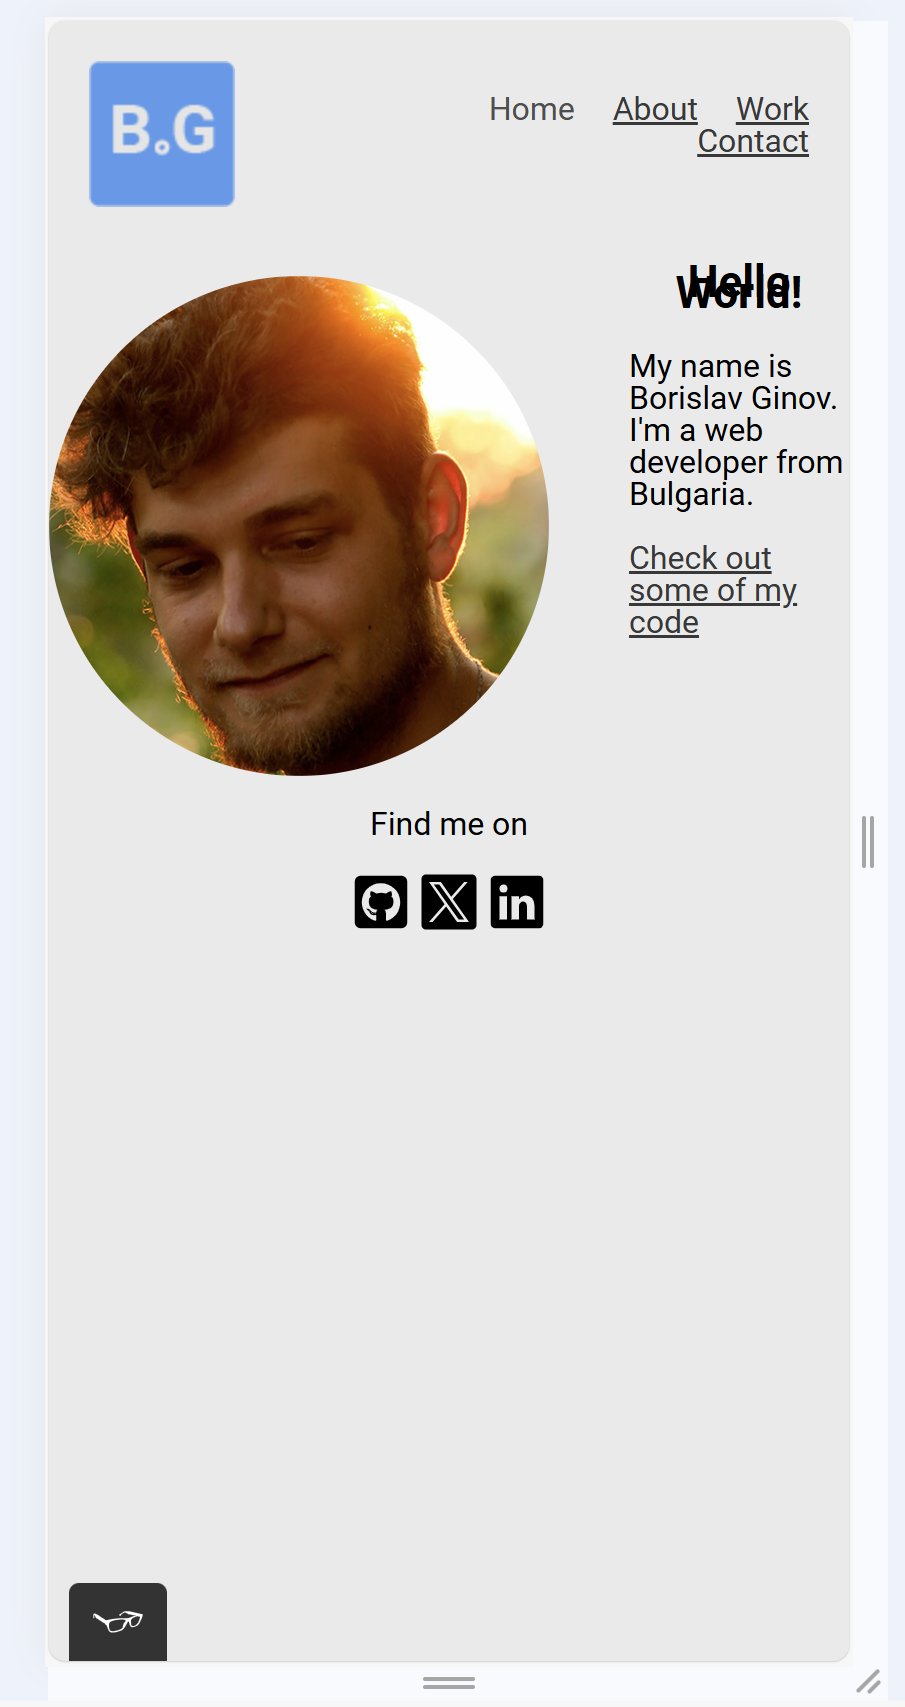 B.G
Home About Work
Contact
Hello
World!
My name is
Borislav Ginov.
I'm a web
developer from
Bulgaria.
Check out
some of my
code
Find me on
X in